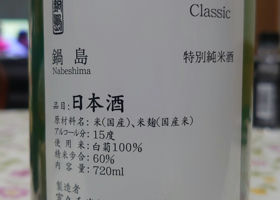 鍋島
Classic
鍋島
Nabeshima
特別純米酒
品目:日本酒
原材料名:米(国産)、米麹(国産米)
アルコール分:15度
使用米:白菊100%
精米歩合:60%
内容量:720ml
製造者